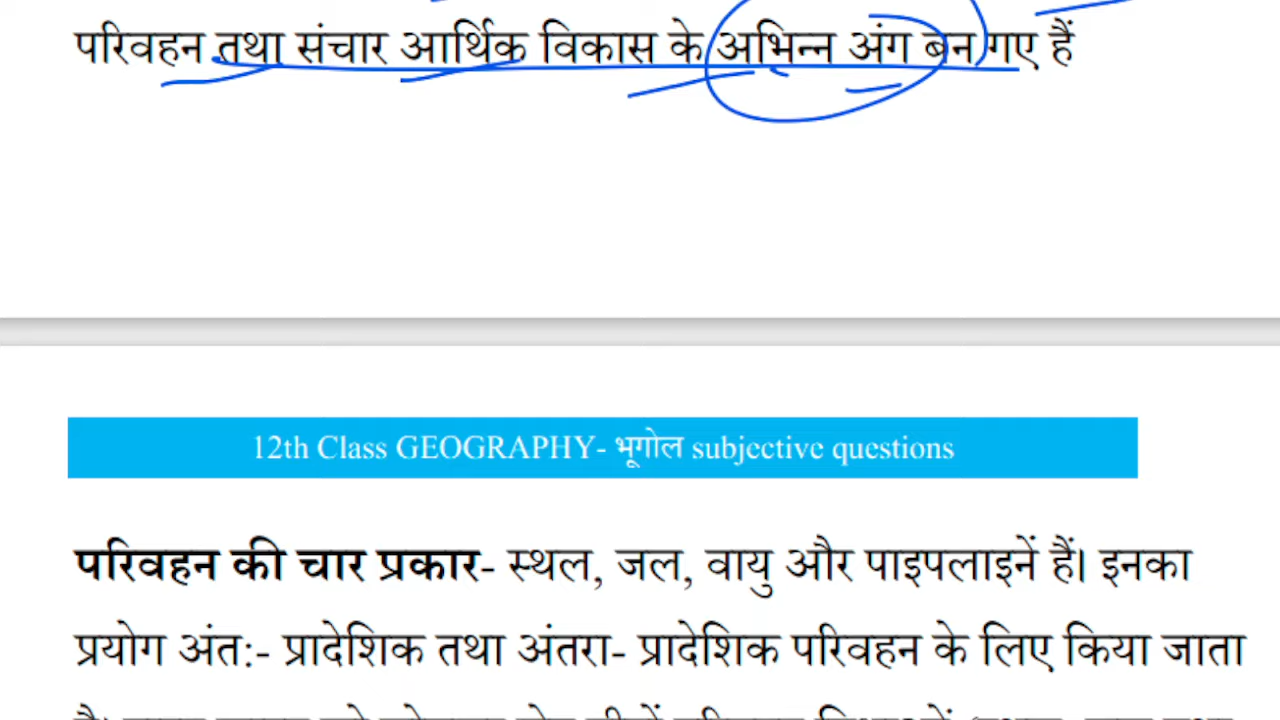 परिवहन तथा संचार आर्थिक विकास के अभिन्न अंग बन गए हैं
12th Class GEOGRAPHY- भूगोल subjective questions
परिवहन की चार प्रकार- स्थल, जल, वायु और पाइपलाइनें हैं। इनका
प्रयोग अंत:- प्रादेशिक तथा अंतरा- प्रादेशिक परिवहन के लिए किया जाता